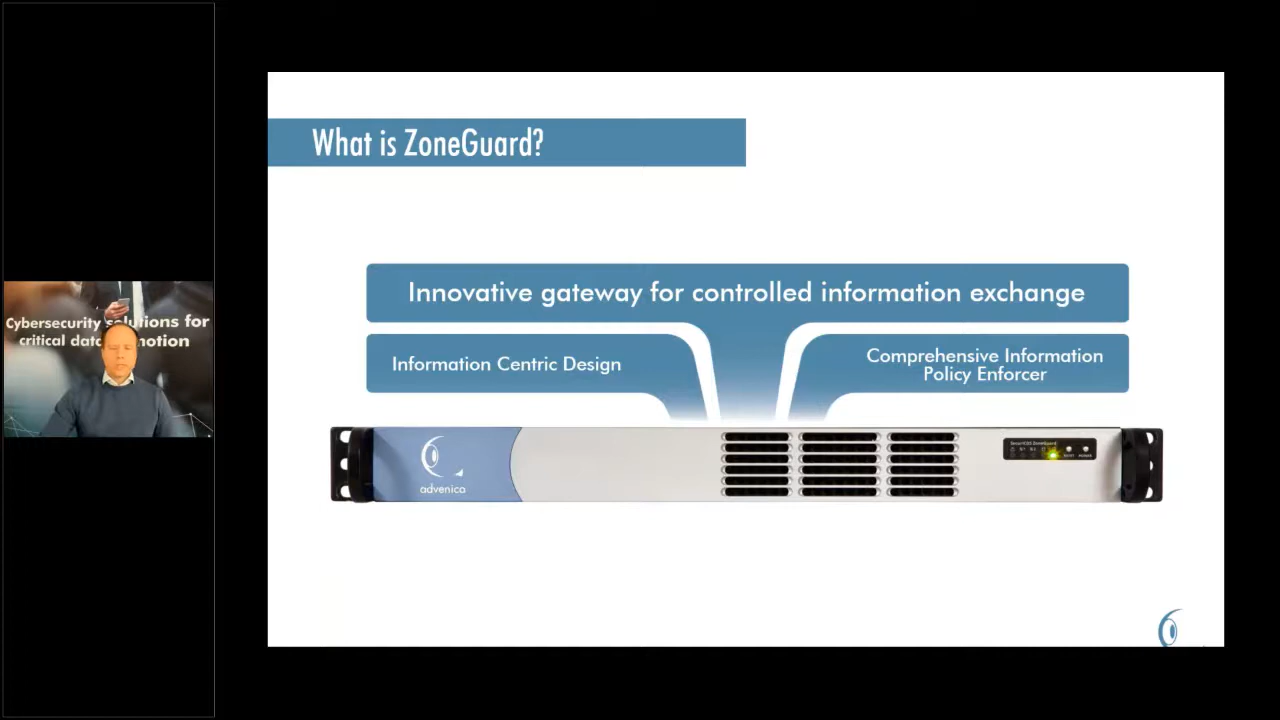 What is ZoneGuard?
Innovative gateway for controlled information exchange
Information Centric Design
Comprehensive Information
Policy Enforcer
advenica
Cybersecurity solutions for
critical data motion